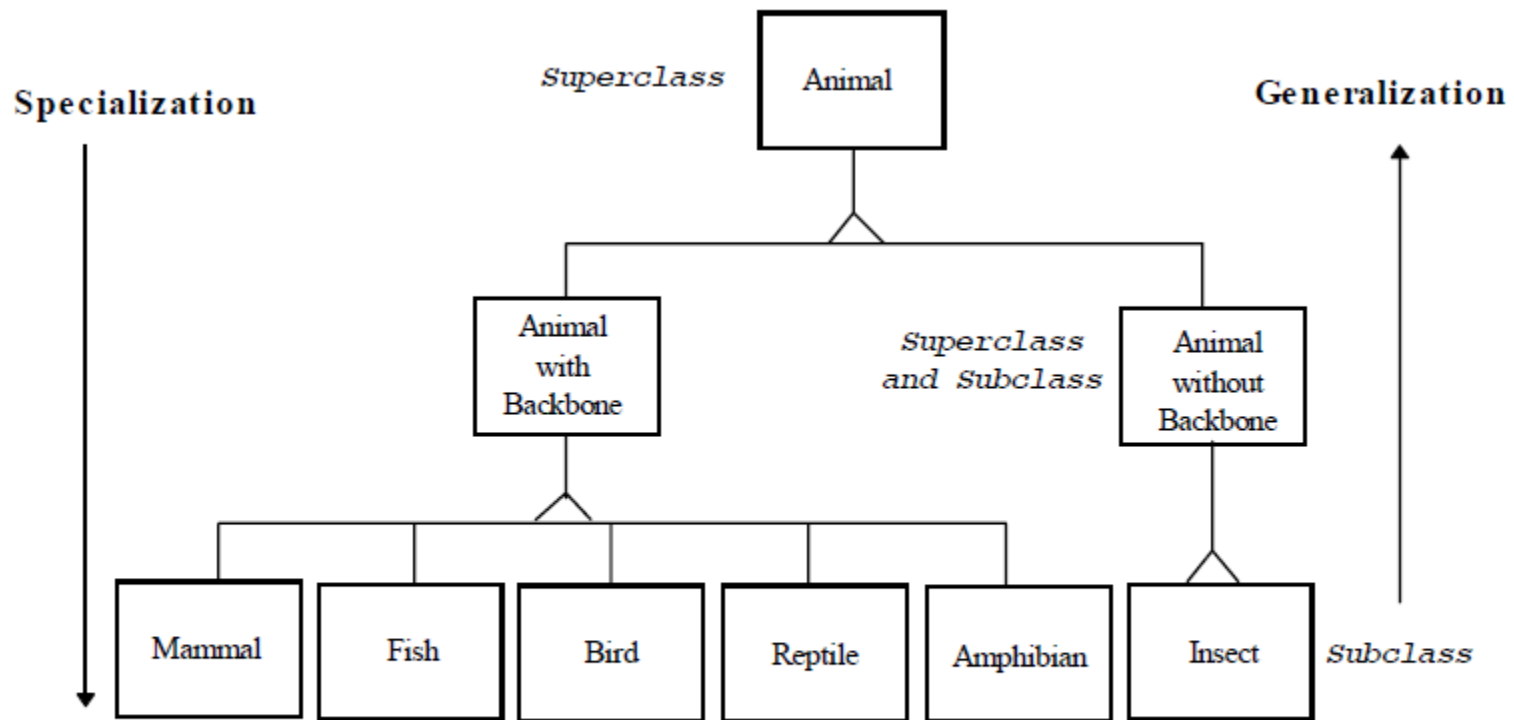 Superclass
Animal
Specialization
Generalization
Animal
with
Backbone
Superclass
and Subclass
Animal
without
Backbone
Mammal
Fish
Bird
Reptile
Amphibian
Insect
Subclass